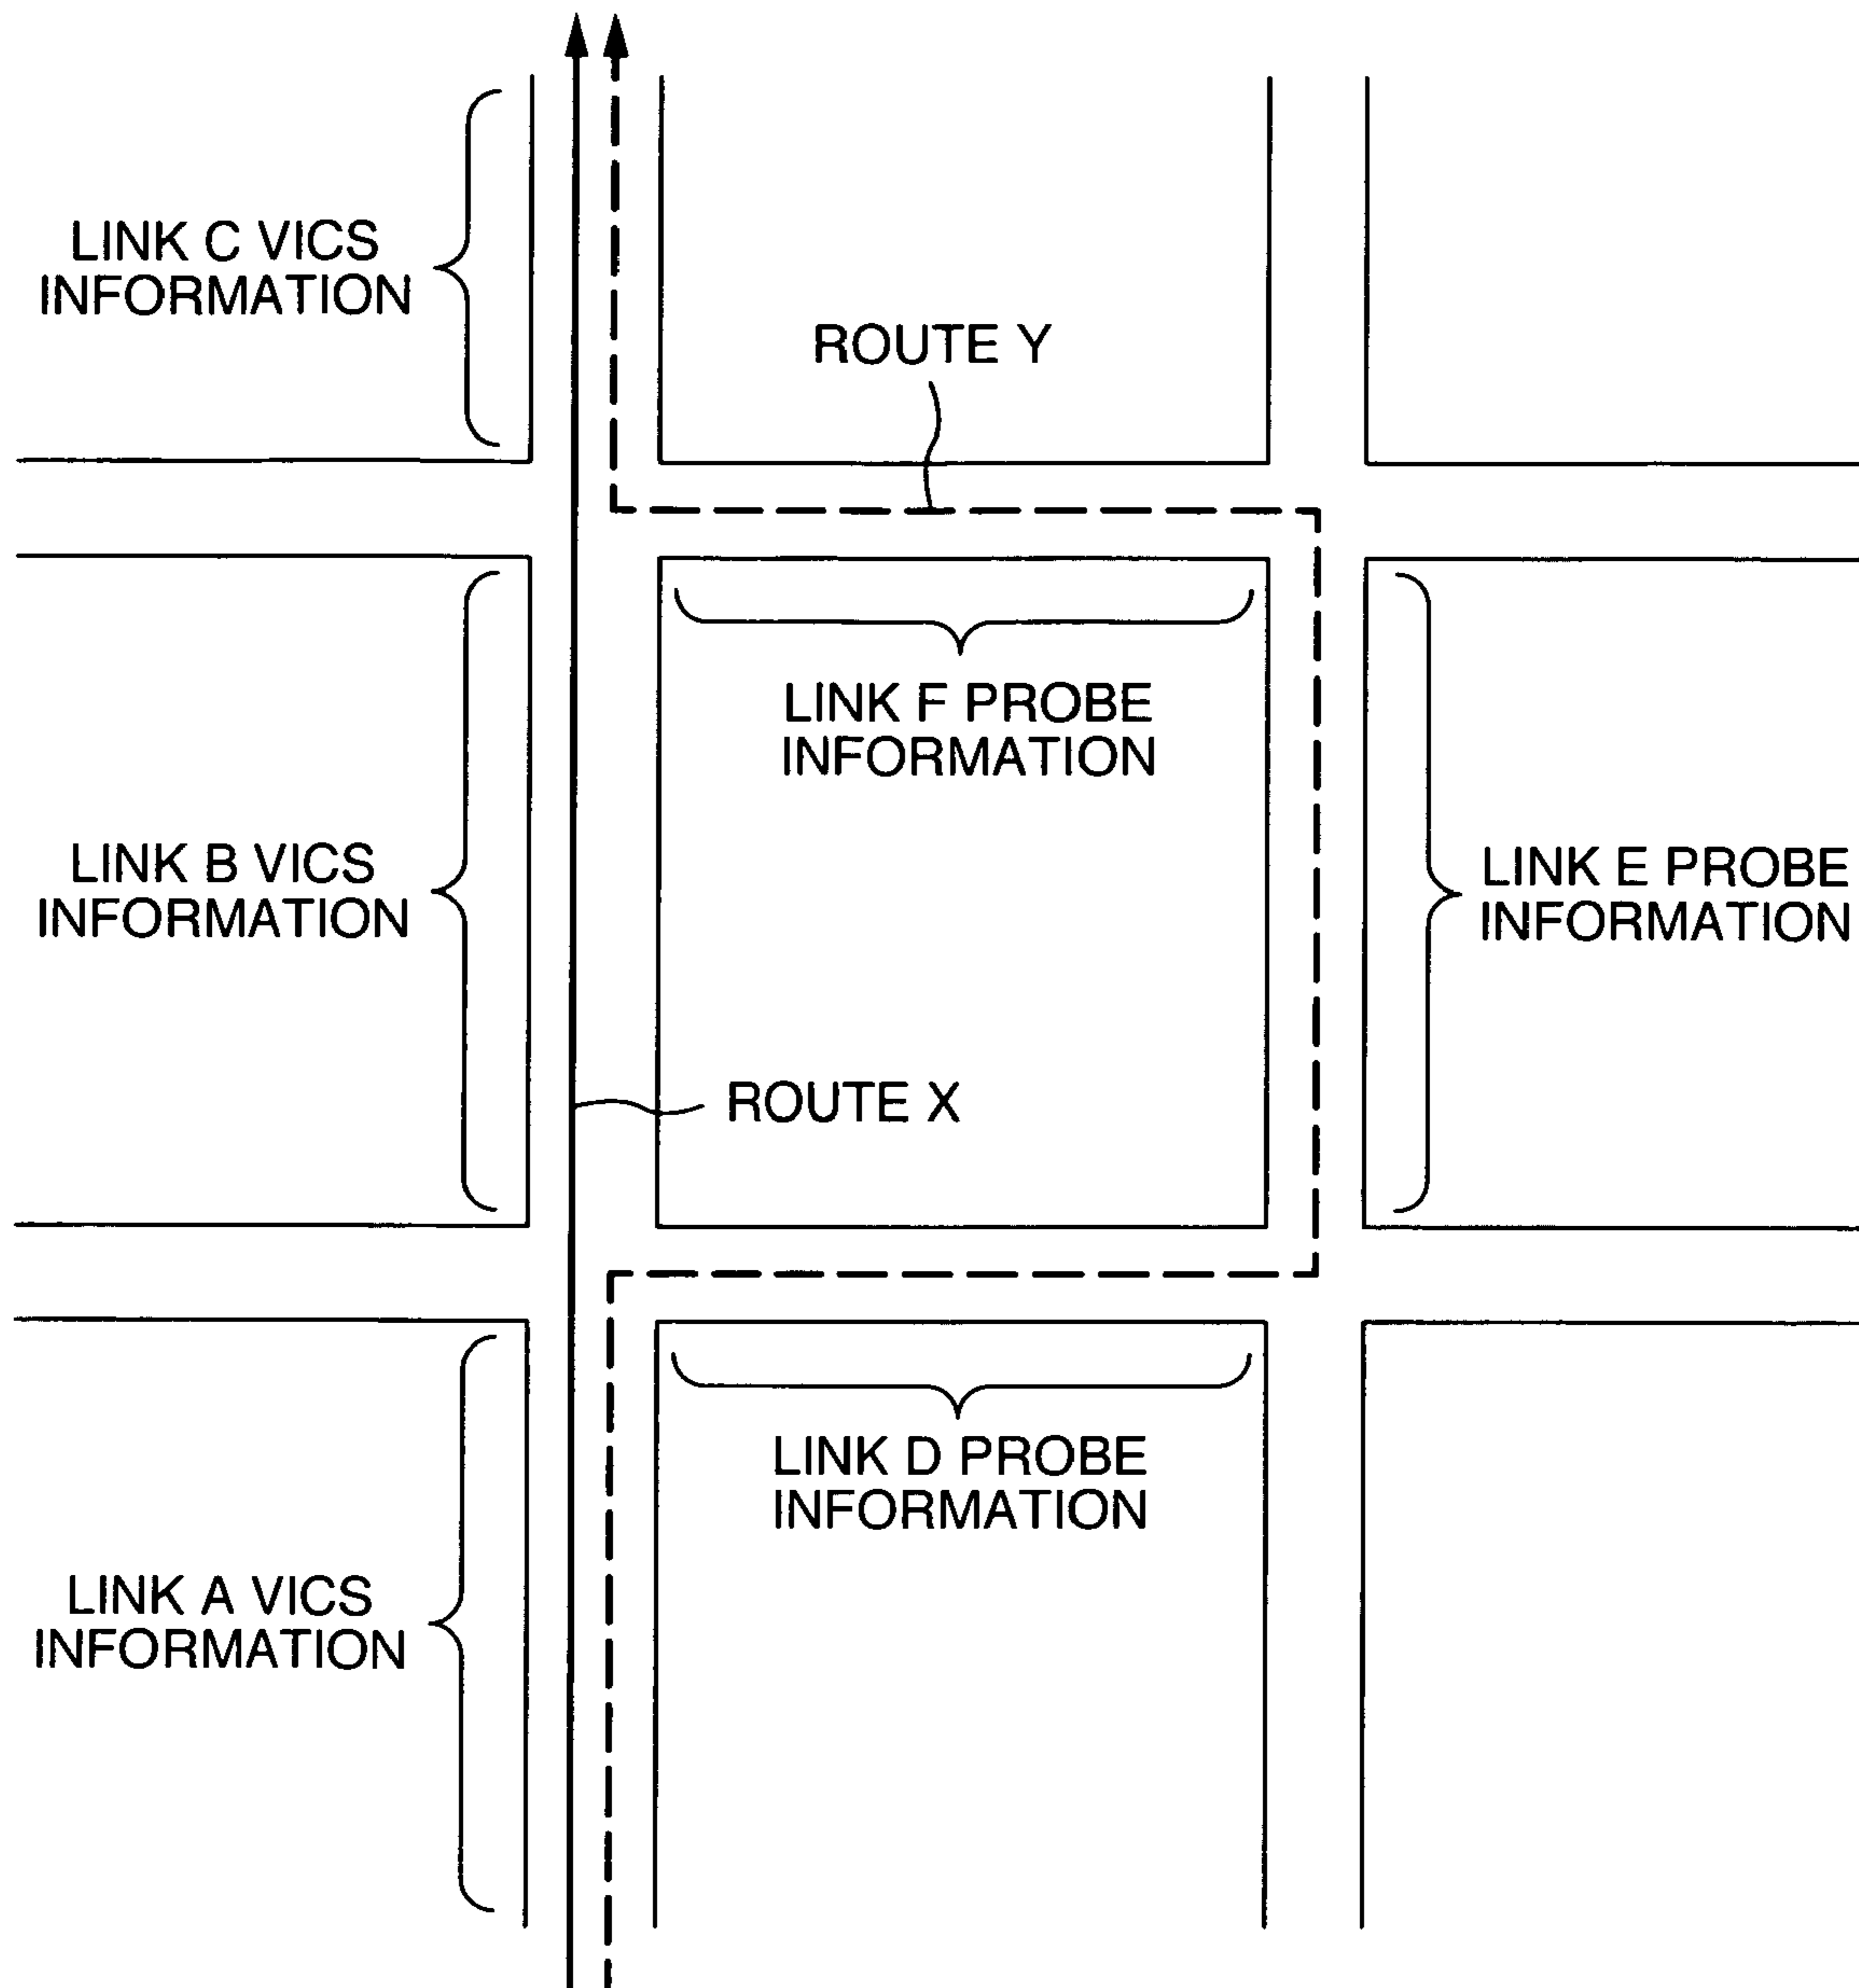 LINK C VICS
INFORMATION
ROUTE Y
LINK F PROBE
INFORMATION
LINK B VICS
INFORMATION
LINK E PROBE
INFORMATION
ROUTE X
LINK D PROBE
INFORMATION
LINK A VICS
INFORMATION